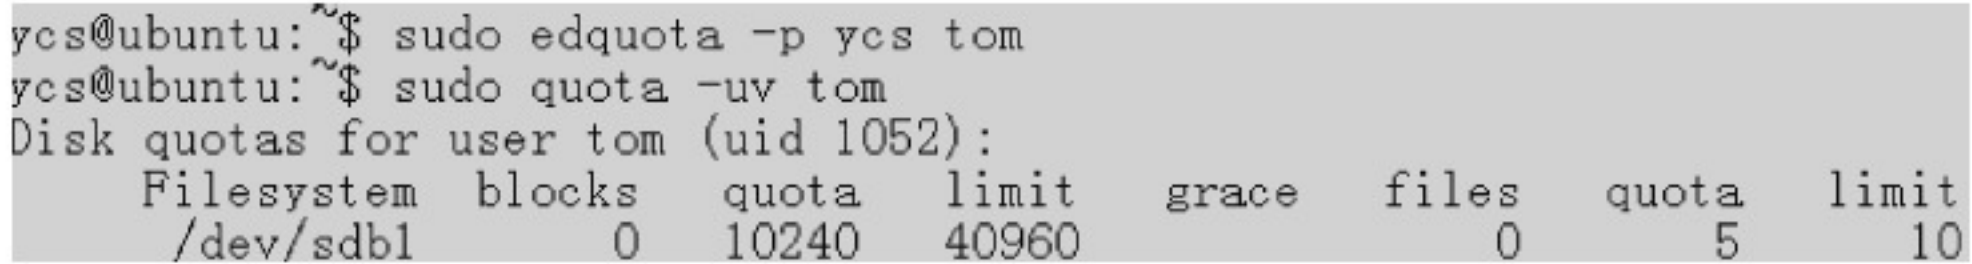 ycs@ubuntu:~$ sudo edquota -p ycs tom
ycs@ubuntu:~$ sudo quota -uv tom
Disk quotas for user tom (uid 1052):
Filesystem blocks quota limit grace files quota limit
/dev/sdb1 0 10240 40960 0 5 10